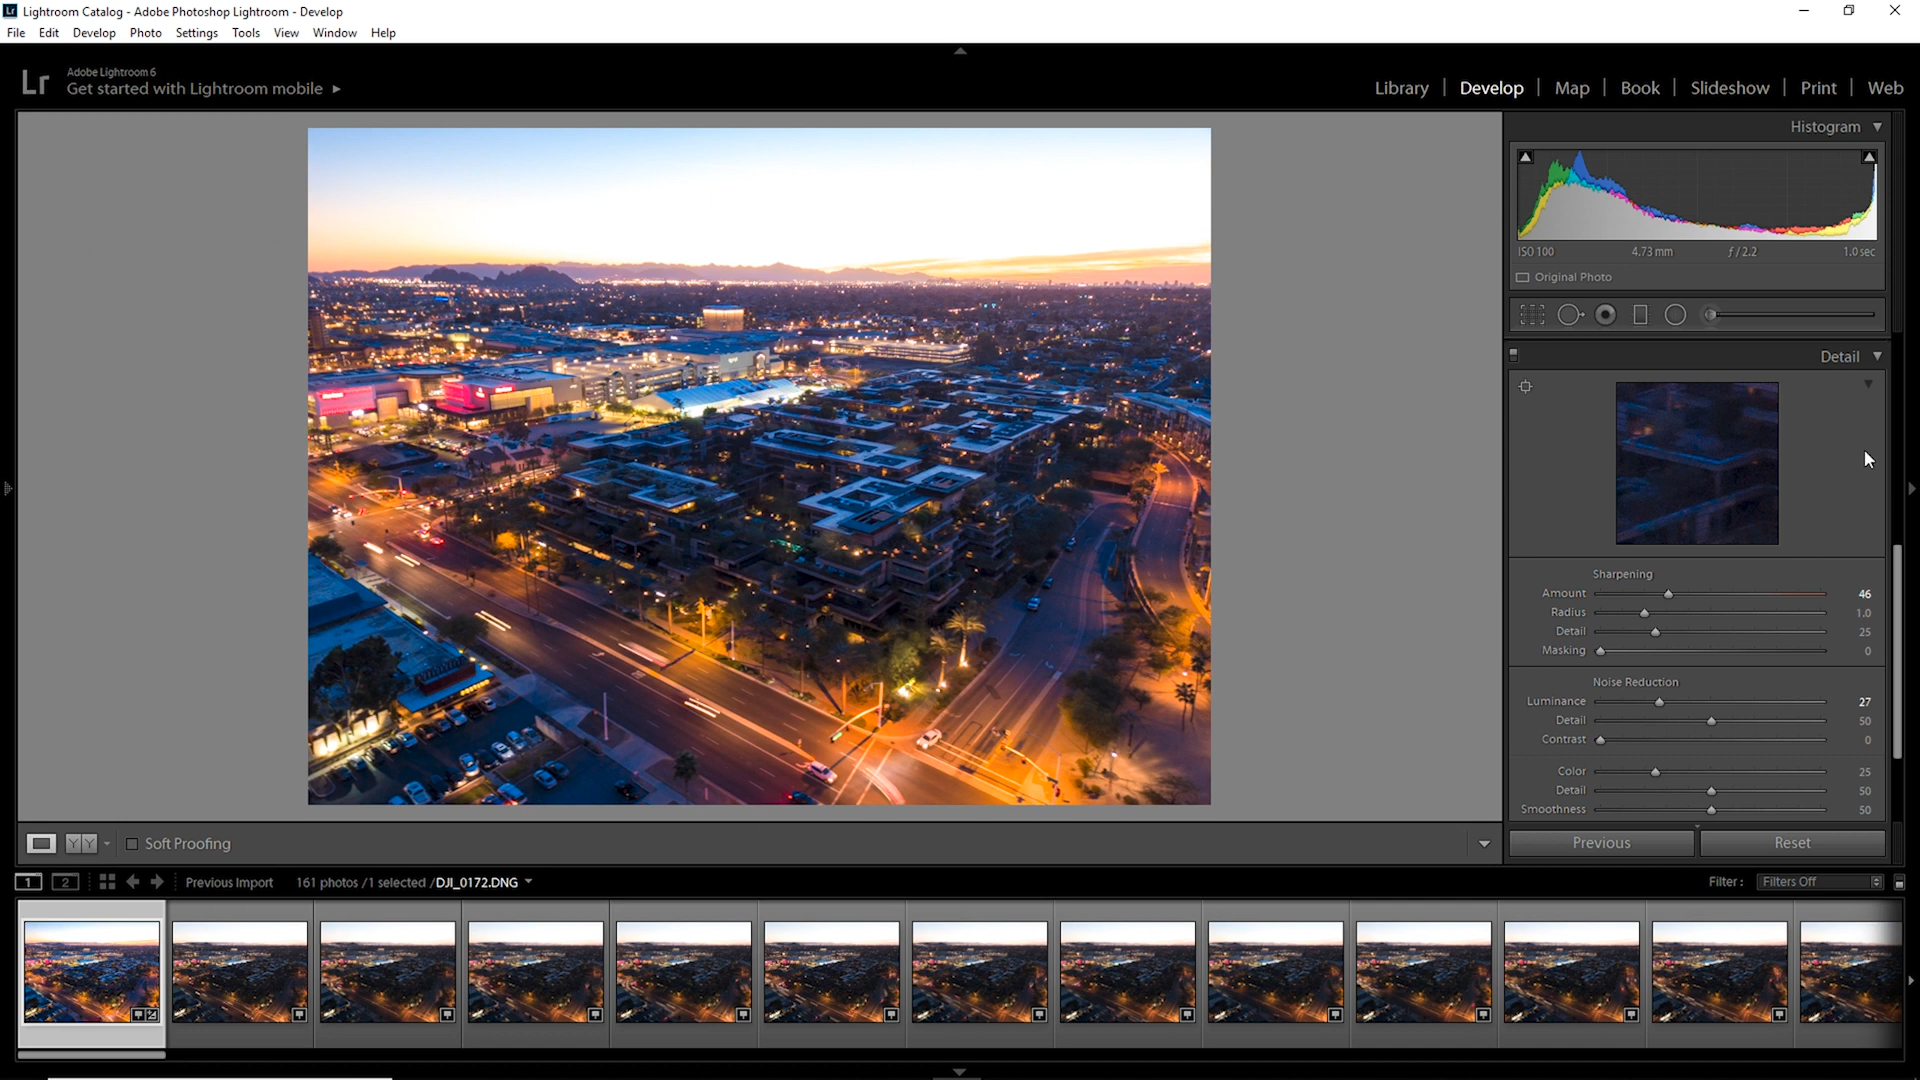 Lr Lightroom Catalog - Adobe Photoshop Lightroom - Develop
File Edit Develop Photo Settings Tools View Window Help
Lr Adobe Lightroom 6
Get started with Lightroom mobile
Library Develop Map Book Slideshow Print Web
Histogram
ISO 100 4.73 mm ƒ / 2.2 1.0 sec
Original Photo
Detail
Sharpening
Amount 46
Radius 1.0
Detail 25
Masking 0
Noise Reduction
Luminance 27
Detail 50
Contrast 0
Color 25
Detail 50
Smoothness 50
Previous Reset
Y Y Soft Proofing
1 2 Previous Import 161 photos / 1 selected / DJI_0172.DNG Filter : Filters Off